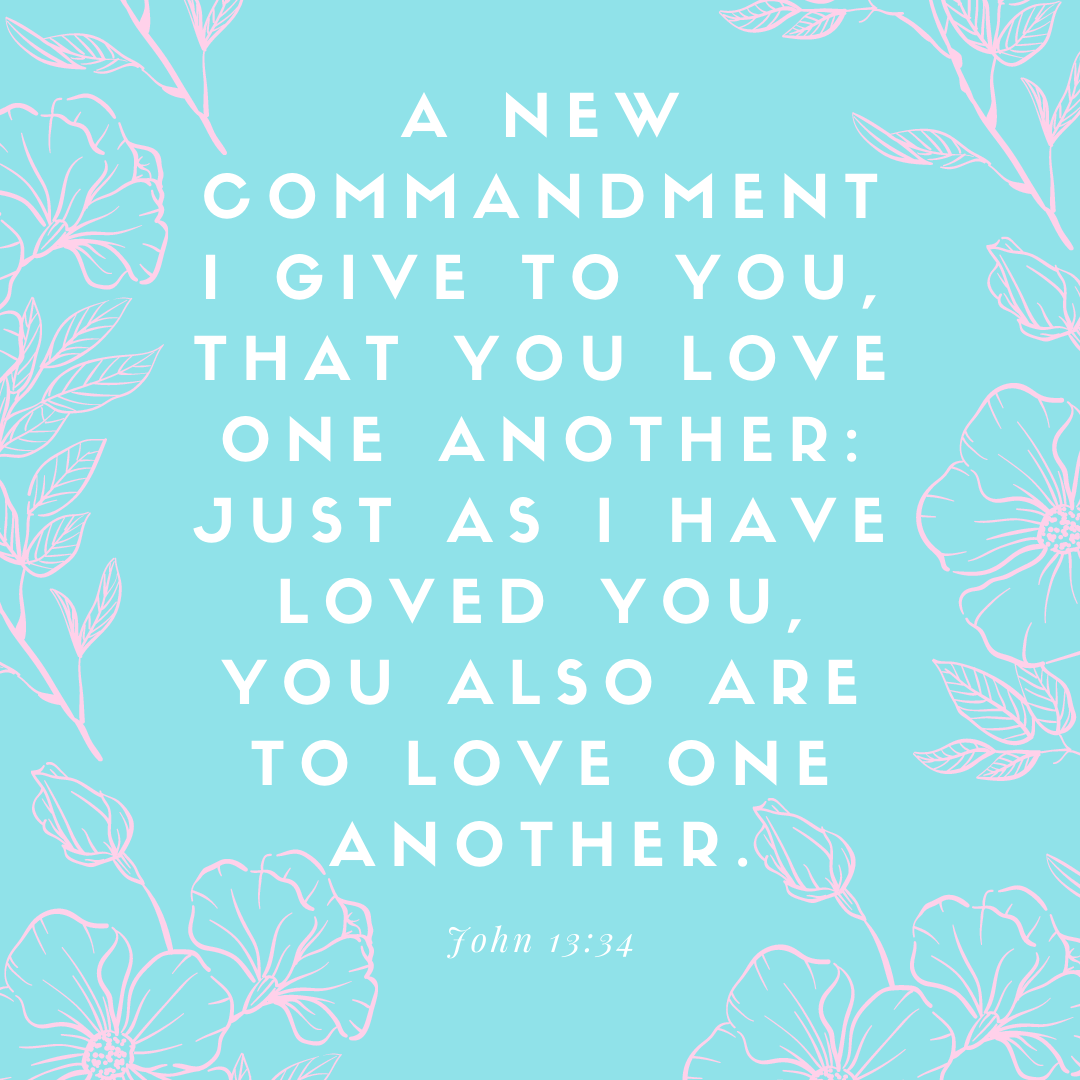 A NEW
COMMANDMENT
I GIVE TO YOU,
THAT YOU LOVE
ONE ANOTHER:
JUST AS I HAVE
LOVED YOU,
YOU ALSO ARE
TO LOVE ONE
ANOTHER.
John 13:34